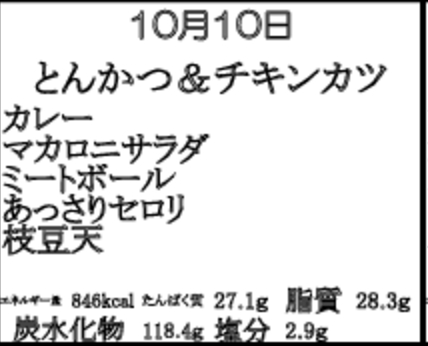 10月10日
とんかつ＆チキンカツ
カレー
マカロニサラダ
ミートボール
あっさりセロリ
枝豆天
エネルギー量 846kcal たんぱく質 27.1g 脂質 28.3g
炭水化物 118.4g 塩分 2.9g